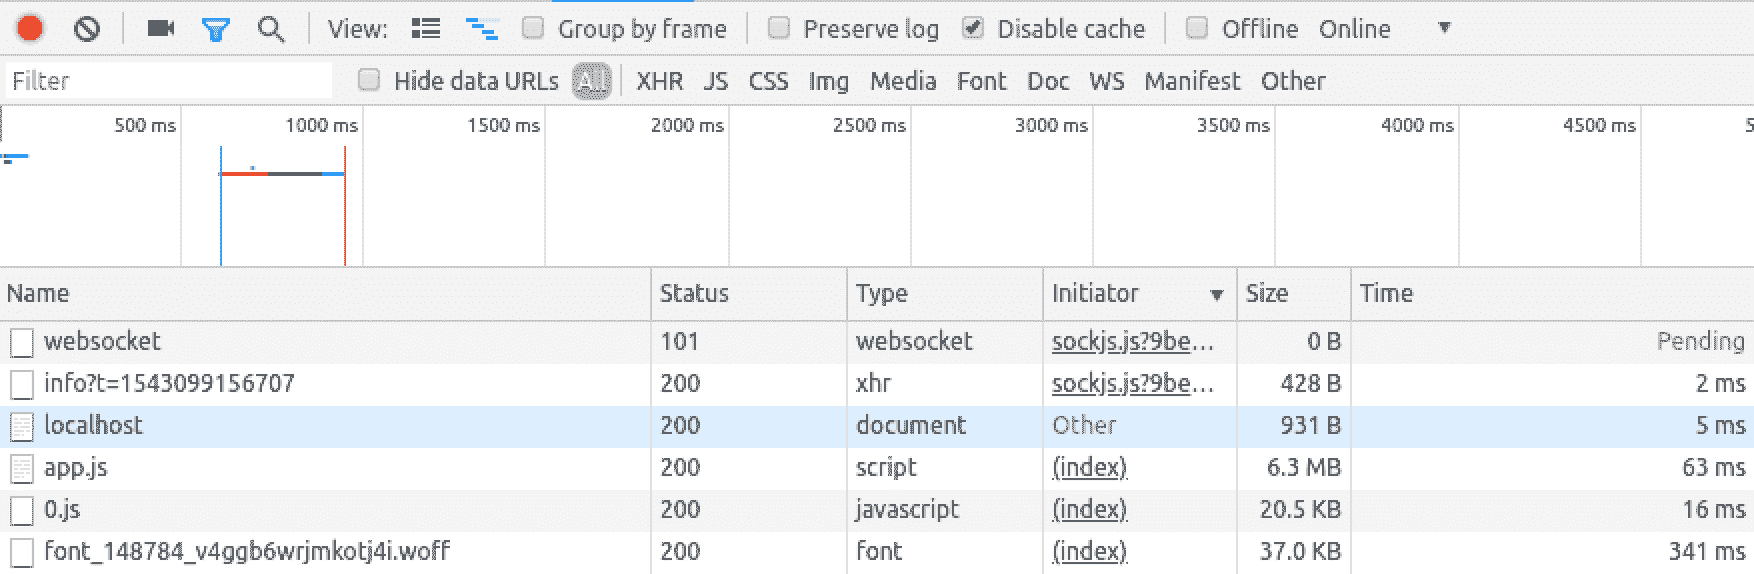 View: Group by frame Preserve log Disable cache Offline Online
Filter Hide data URLs All XHR JS CSS Img Media Font Doc WS Manifest Other
500 ms 1000 ms 1500 ms 2000 ms 2500 ms 3000 ms 3500 ms 4000 ms 4500 ms 5
Name Status Type Initiator Size Time
websocket 101 websocket sockjs.js?9be... 0 B Pending
info?t=1543099156707 200 xhr sockjs.js?9be... 428 B 2 ms
localhost 200 document Other 931 B 5 ms
app.js 200 script (index) 6.3 MB 63 ms
0.js 200 javascript (index) 20.5 KB 16 ms
font_148784_v4ggb6wrjmkotj4i.woff 200 font (index) 37.0 KB 341 ms